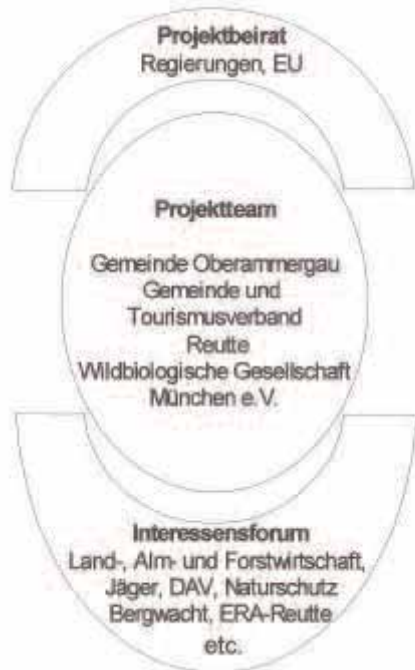 Projektbeirat
Regierungen, EU
Projektteam
Gemeinde Oberammergau
Gemeinde und
Tourismusverband
Reutte
Wildbiologische Gesellschaft
München e.V.
Interessensforum
Land-, Alm- und Forstwirtschaft,
Jäger, DAV, Naturschutz
Bergwacht, ERA-Reutte
etc.